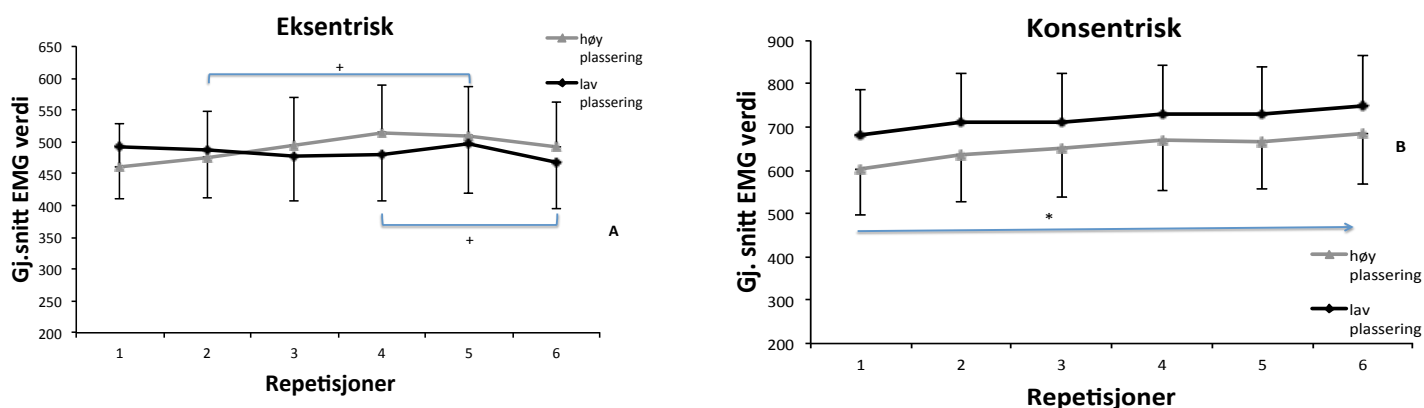 Eksentrisk
høy
plassering
lav
plassering
Gj.snitt EMG verdi
650
600
550
500
450
400
350
300
250
200
+
+
A
1 2 3 4 5 6
Repetisjoner
Konsentrisk
Gj. snitt EMG verdi
900
800
700
600
500
400
300
200
B
*
høy
plassering
lav
plassering
1 2 3 4 5 6
Repetisjoner